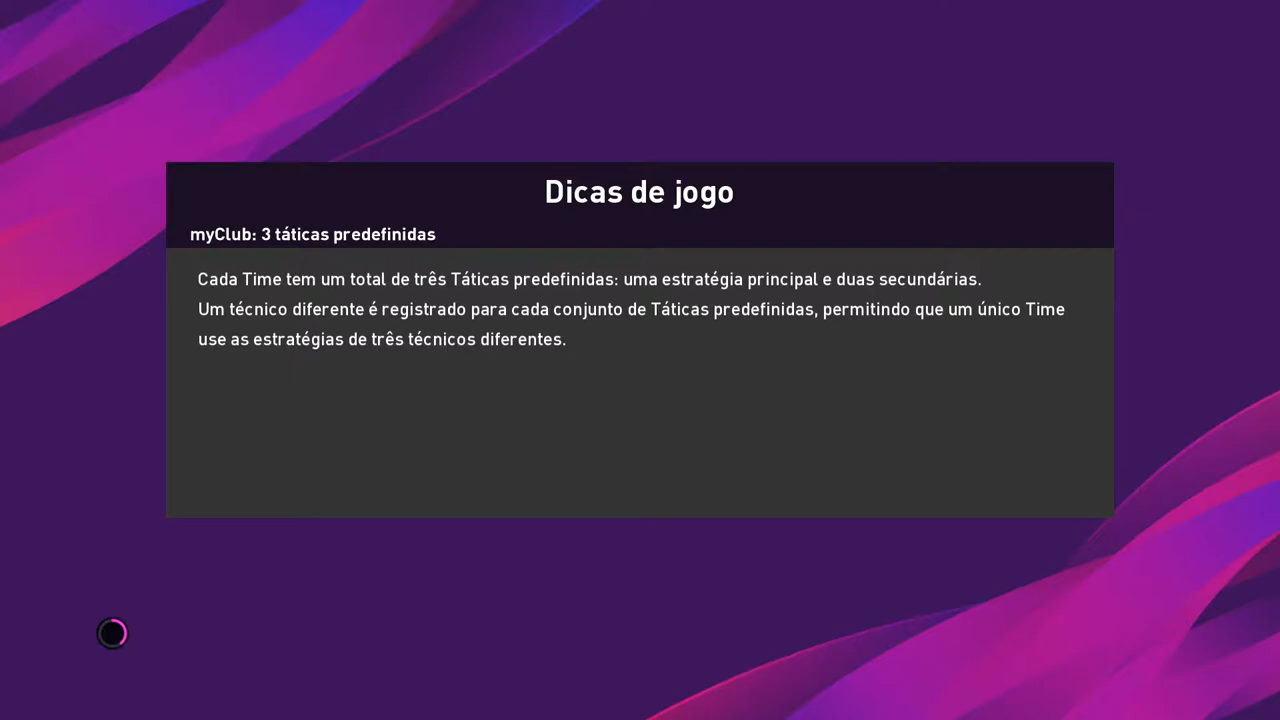 Dicas de jogo
myClub: 3 táticas predefinidas
Cada Time tem um total de três Táticas predefinidas: uma estratégia principal e duas secundárias.
Um técnico diferente é registrado para cada conjunto de Táticas predefinidas, permitindo que um único Time
use as estratégias de três técnicos diferentes.